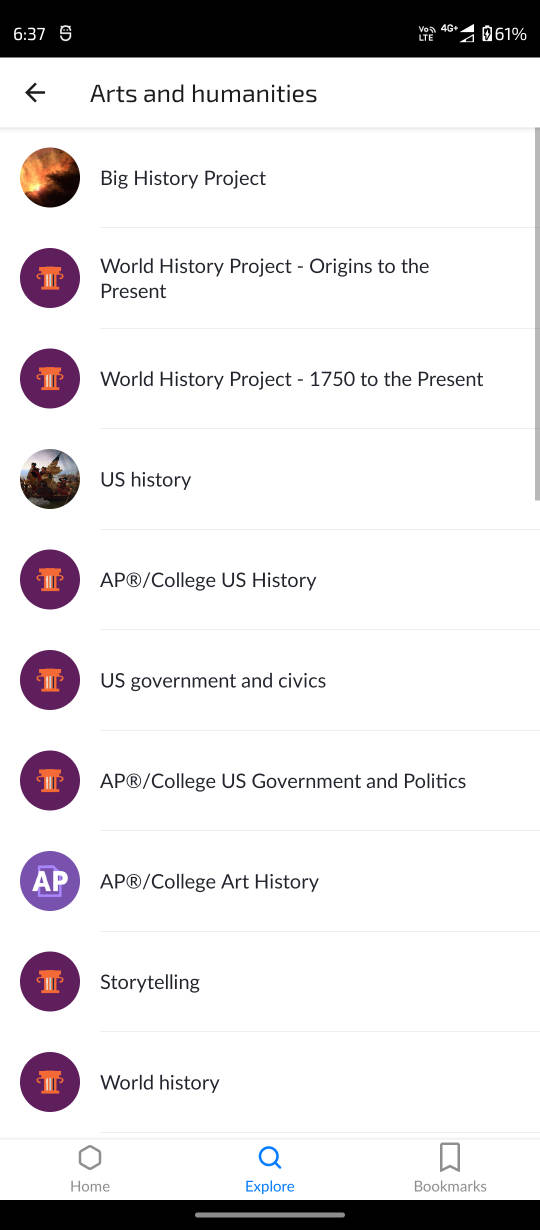 6:37
Vo
LTE
4G+
61%
Arts and humanities
Big History Project
World History Project - Origins to the
Present
World History Project - 1750 to the Present
US history
AP®/College US History
US government and civics
AP®/College US Government and Politics
AP
AP®/College Art History
Storytelling
World history
Home
Explore
Bookmarks